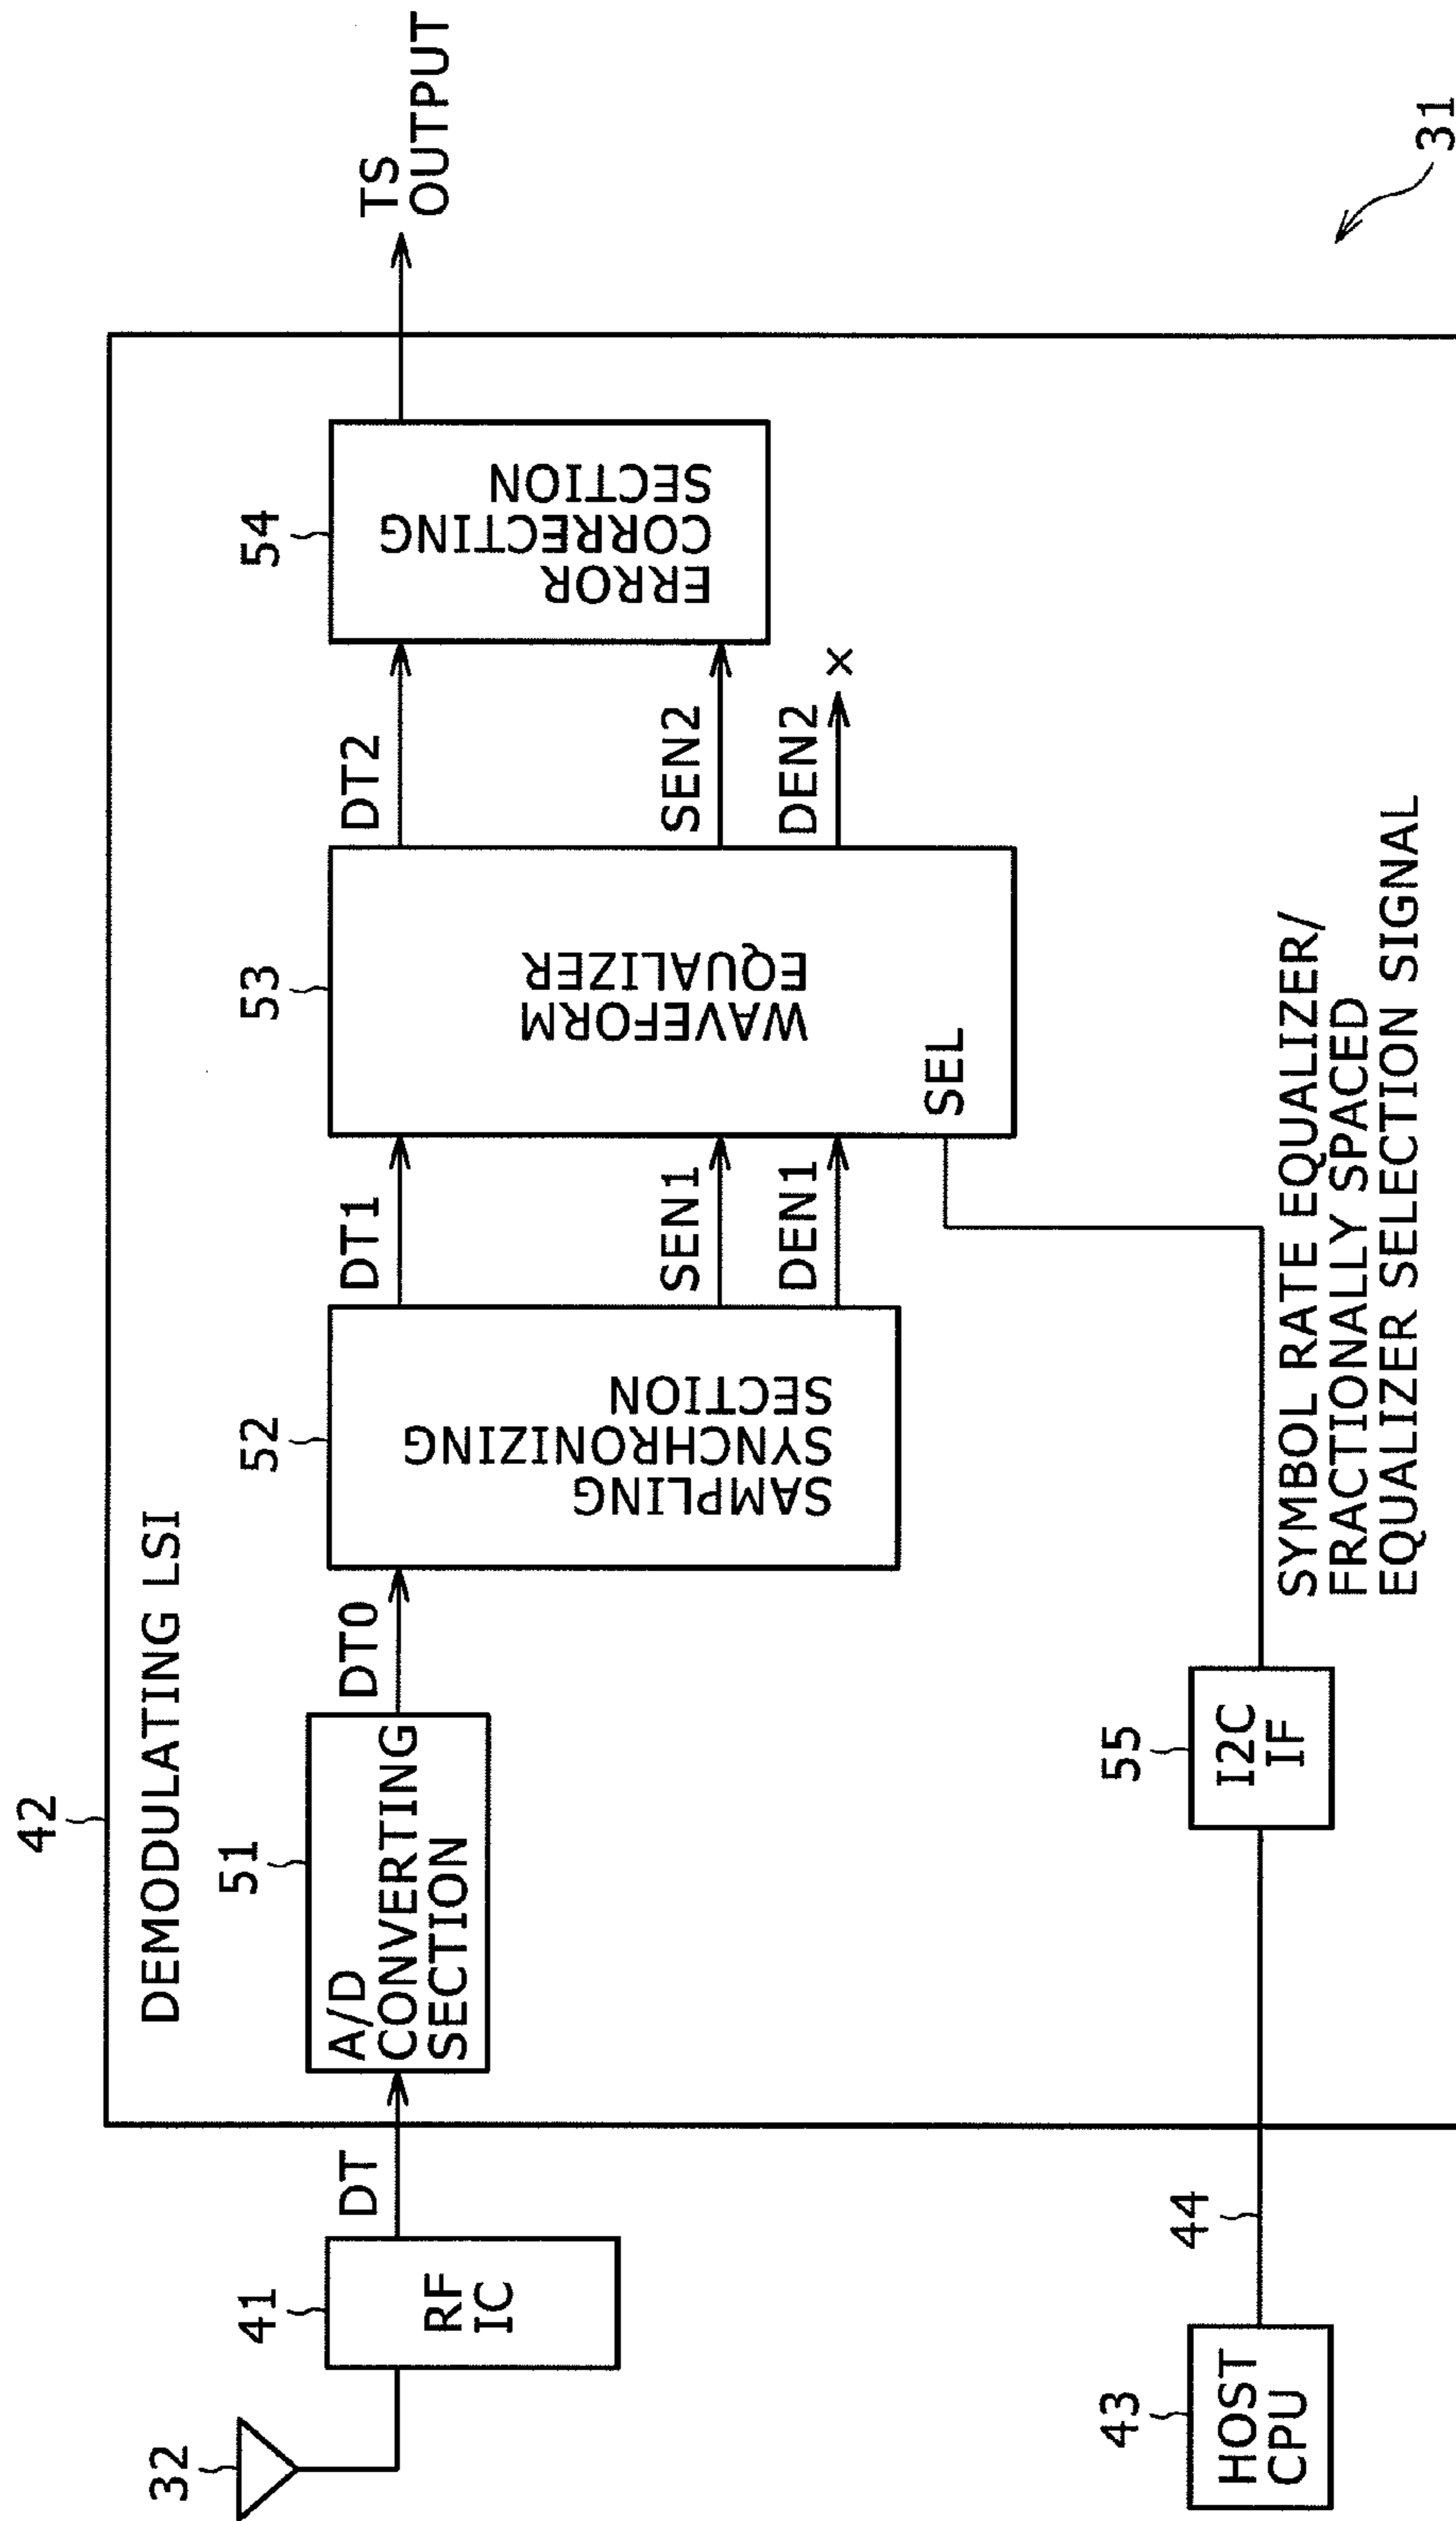 42
DEMODULATING LSI
32
41
RF
IC
DT
51
A/D
CONVERTING
SECTION
DT0
52
SAMPLING
SYNCHRONIZING
SECTION
DT1
SEN1
DEN1
53
WAVEFORM
EQUALIZER
SEL
DT2
SEN2
DEN2
×
54
ERROR
CORRECTING
SECTION
TS
OUTPUT
43
HOST
CPU
44
55
I2C
IF
SYMBOL RATE EQUALIZER/
FRACTIONALLY SPACED
EQUALIZER SELECTION SIGNAL
31